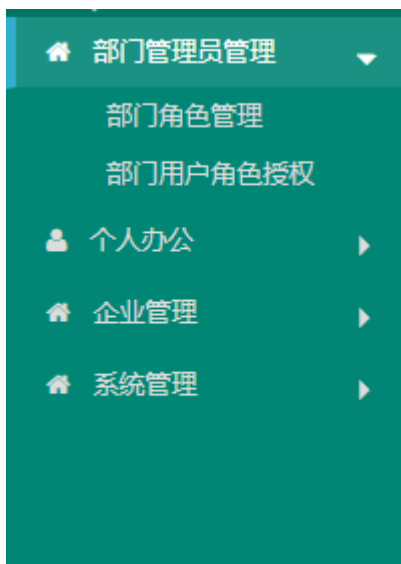 部门管理员管理
部门角色管理
部门用户角色授权
个人办公
企业管理
系统管理